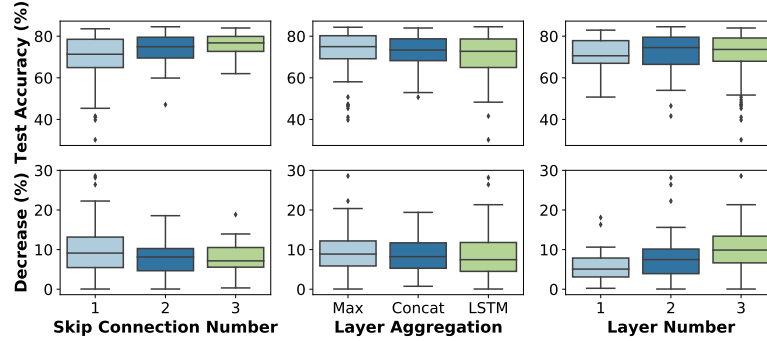 Test Accuracy (%)
80
60
40
80
60
40
80
60
40
Decrease (%)
30
20
10
0
30
20
10
0
30
20
10
0
1 2 3
Max Concat LSTM
1 2 3
Skip Connection Number
Layer Aggregation
Layer Number